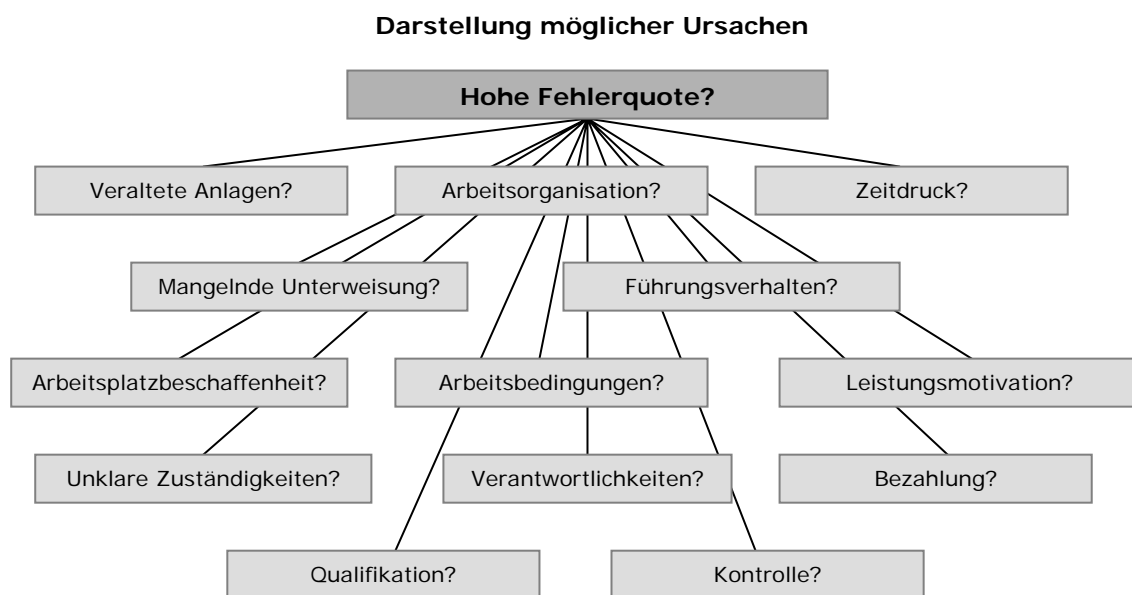 Darstellung möglicher Ursachen
Hohe Fehlerquote?
Veraltete Anlagen?
Arbeitsorganisation?
Zeitdruck?
Mangelnde Unterweisung?
Führungsverhalten?
Arbeitsplatzbeschaffenheit?
Arbeitsbedingungen?
Leistungsmotivation?
Unklare Zuständigkeiten?
Verantwortlichkeiten?
Bezahlung?
Qualifikation?
Kontrolle?